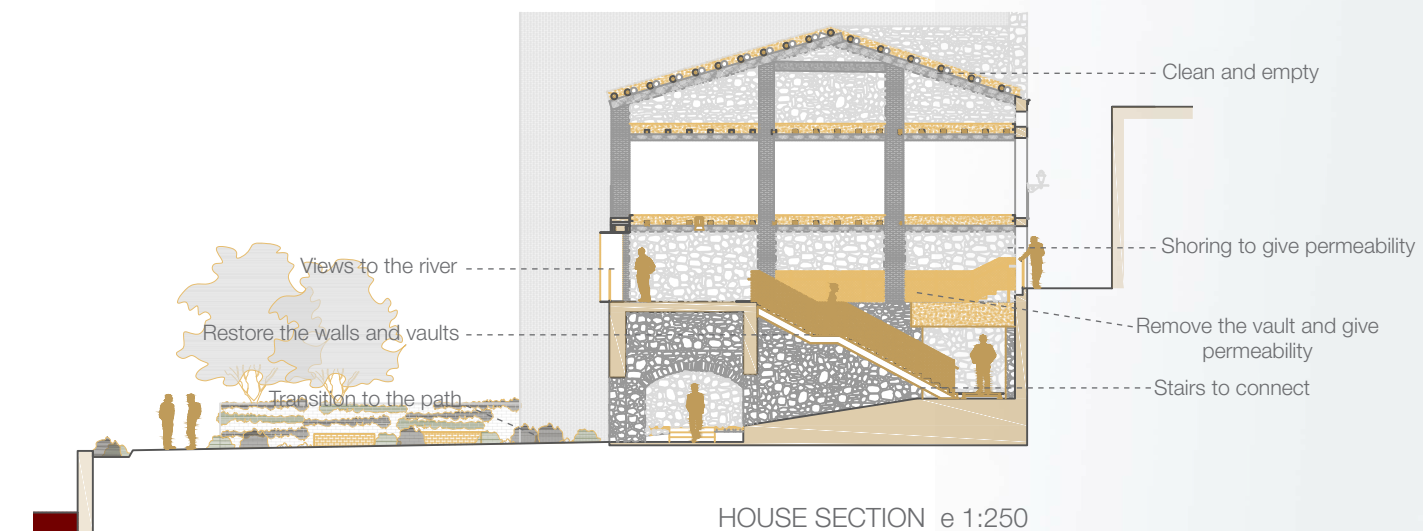 Clean and empty
Shoring to give permeability
Views to the river
Remove the vault and give
permeability
Restore the walls and vaults
Stairs to connect
Transition to the path
HOUSE SECTION e 1:250